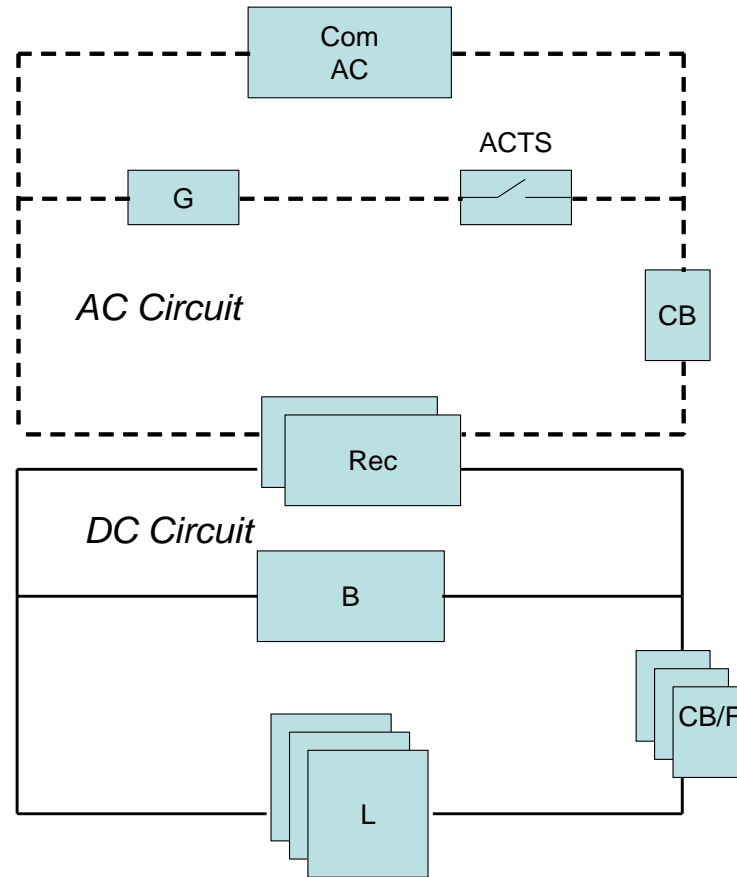 Com
AC
ACTS
G
AC Circuit
CB
Rec
DC Circuit
B
CB/F
L